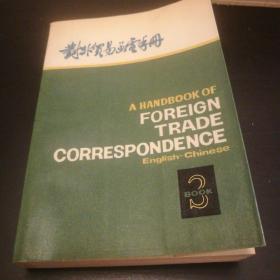 对外贸易函电手册
A HANDBOOK OF
FOREIGN
TRADE
CORRESPONDENCE
English-Chinese
BOOK
3